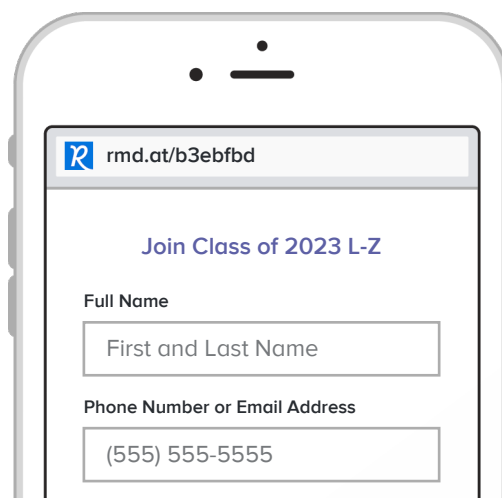 rmd.at/b3ebfbd
Join Class of 2023 L-Z
Full Name
First and Last Name
Phone Number or Email Address
(555) 555-5555